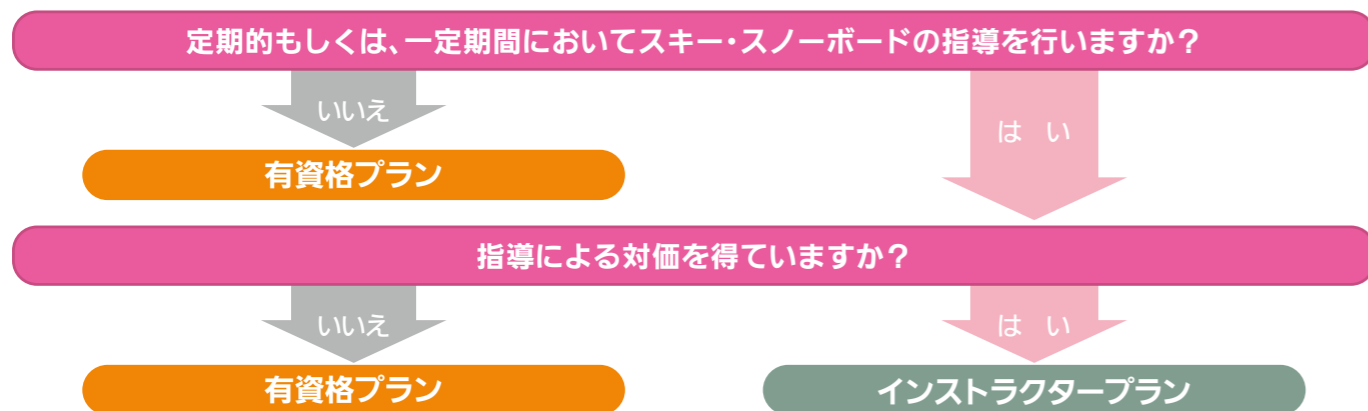 定期的もしくは、一定期間においてスキー・スノーボードの指導を行いますか？
いいえ
はい
有資格プラン
指導による対価を得ていますか？
いいえ
はい
有資格プラン
インストラクタープラン